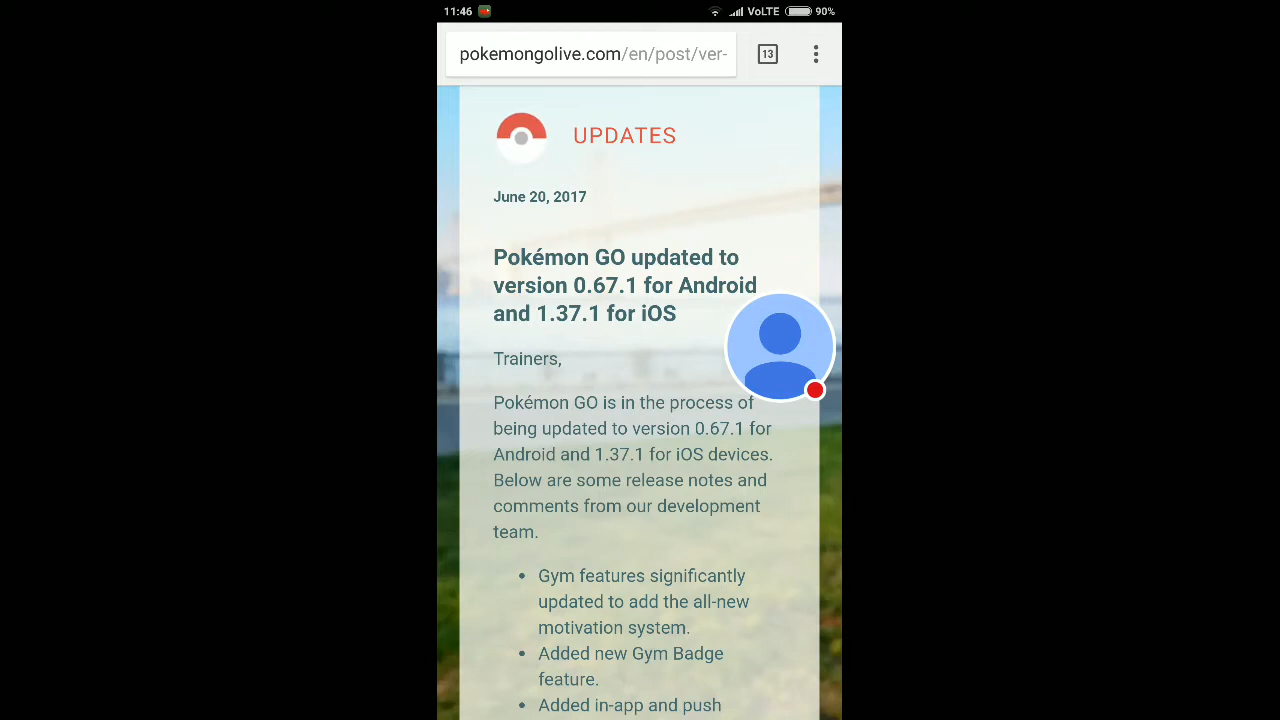 11:46 VoLTE 90%
pokemongolive.com/en/post/ver- 13
UPDATES
June 20, 2017
Pokémon GO updated to
version 0.67.1 for Android
and 1.37.1 for iOS
Trainers,
Pokémon GO is in the process of
being updated to version 0.67.1 for
Android and 1.37.1 for iOS devices.
Below are some release notes and
comments from our development
team.
• Gym features significantly
updated to add the all-new
motivation system.
• Added new Gym Badge
feature.
• Added in-app and push